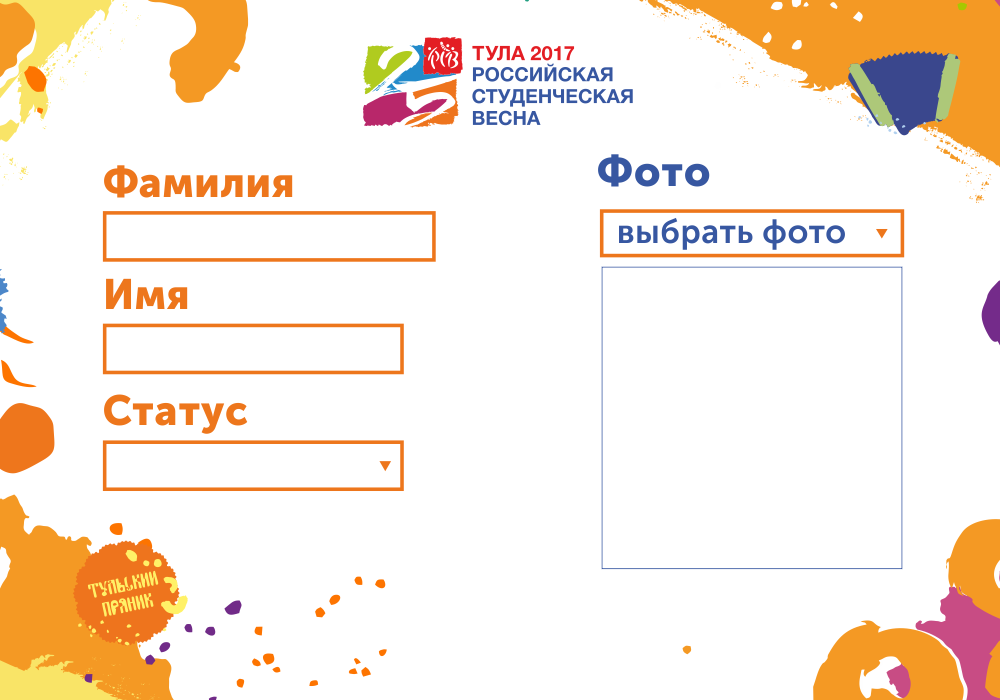 ТУЛА 2017
РОССИЙСКАЯ
СТУДЕНЧЕСКАЯ
ВЕСНА
Фамилия
Имя
Статус
Фото
выбрать фото
ТУЛЬСКИЙ
ПРЯНИК